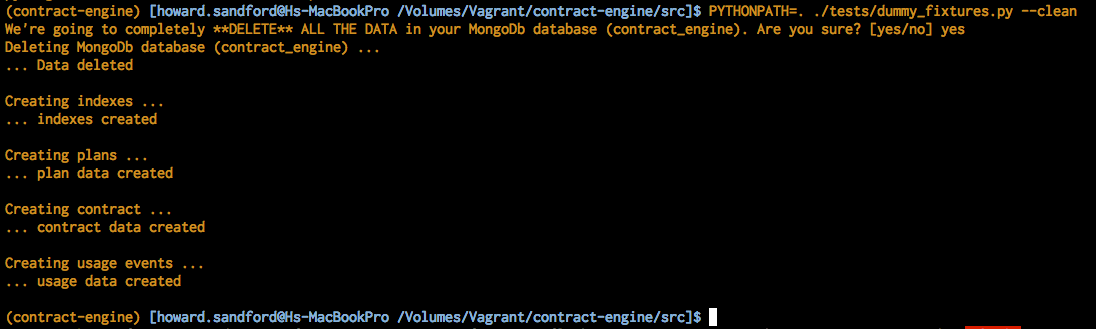 (contract-engine) [howard.sandford@Hs-MacBookPro /Volumes/Vagrant/contract-engine/src]$ PYTHONPATH=. ./tests/dummy_fixtures.py --clean
We're going to completely **DELETE** ALL THE DATA in your MongoDb database (contract_engine). Are you sure? [yes/no] yes
Deleting MongoDb database (contract_engine) ...
... Data deleted
Creating indexes ...
... indexes created
Creating plans ...
... plan data created
Creating contract ...
... contract data created
Creating usage events ...
... usage data created
(contract-engine) [howard.sandford@Hs-MacBookPro /Volumes/Vagrant/contract-engine/src]$